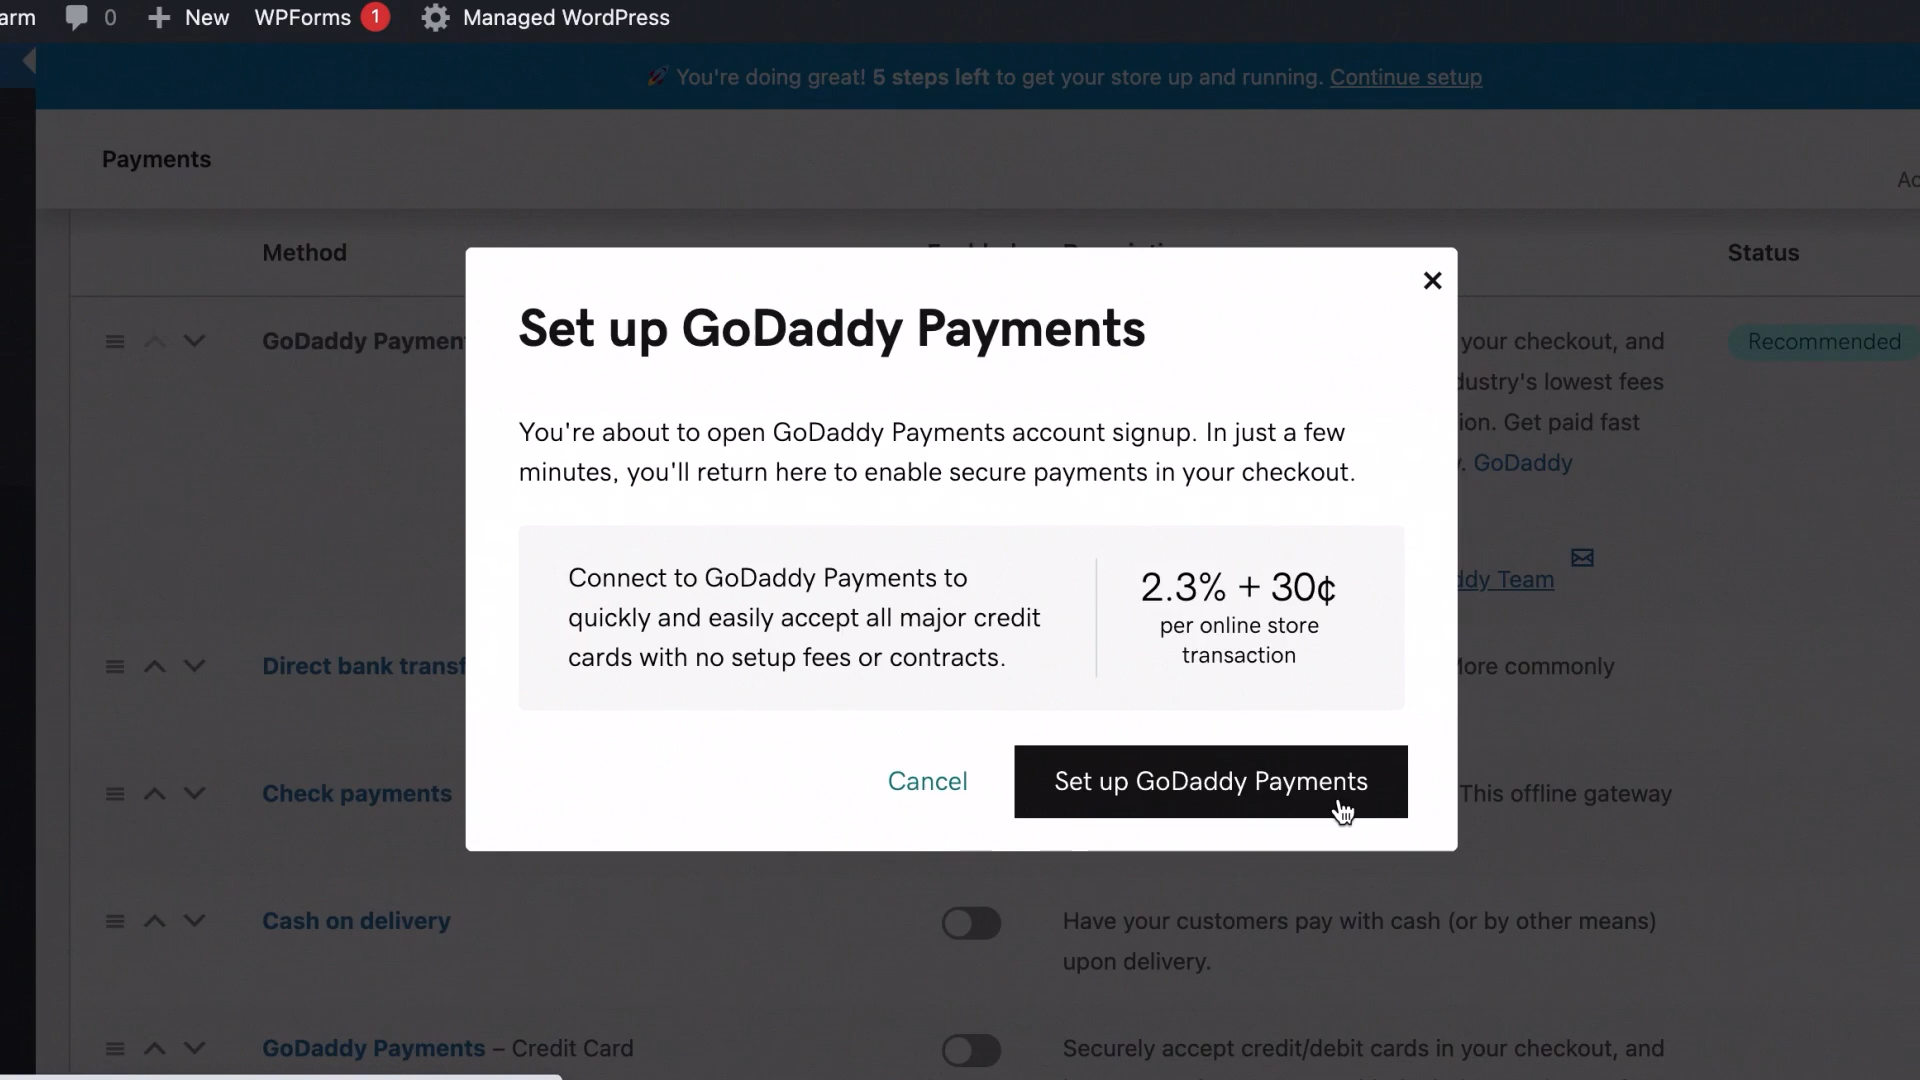 arm 0 New WPForms 1 Managed WordPress
You're doing great! 5 steps left to get your store up and running. Continue setup
Payments
Method
Status
Set up GoDaddy Payments
You're about to open GoDaddy Payments account signup. In just a few
minutes, you'll return here to enable secure payments in your checkout.
Connect to GoDaddy Payments to
quickly and easily accept all major credit
cards with no setup fees or contracts.
2.3% + 30¢
per online store
transaction
Cancel
Set up GoDaddy Payments
GoDaddy Paymen
your checkout, and
dustry's lowest fees
ion. Get paid fast
. GoDaddy
ddy Team
Recommended
Direct bank transf
More commonly
Check payments
This offline gateway
Cash on delivery
Have your customers pay with cash (or by other means)
upon delivery.
GoDaddy Payments – Credit Card
Securely accept credit/debit cards in your checkout, and